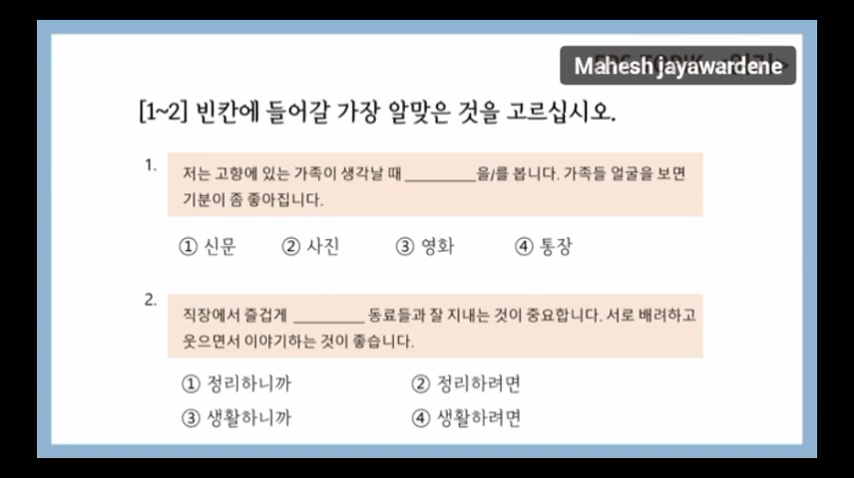 Mahesh jayawardene
[1~2] 빈칸에 들어갈 가장 알맞은 것을 고르십시오.
1. 저는 고향에 있는 가족이 생각날 때 __________을/를 봅니다. 가족들 얼굴을 보면
기분이 좀 좋아집니다.
① 신문 ② 사진 ③ 영화 ④ 통장
2. 직장에서 즐겁게 __________ 동료들과 잘 지내는 것이 중요합니다. 서로 배려하고
웃으면서 이야기하는 것이 좋습니다.
① 정리하니까 ② 정리하려면
③ 생활하니까 ④ 생활하려면